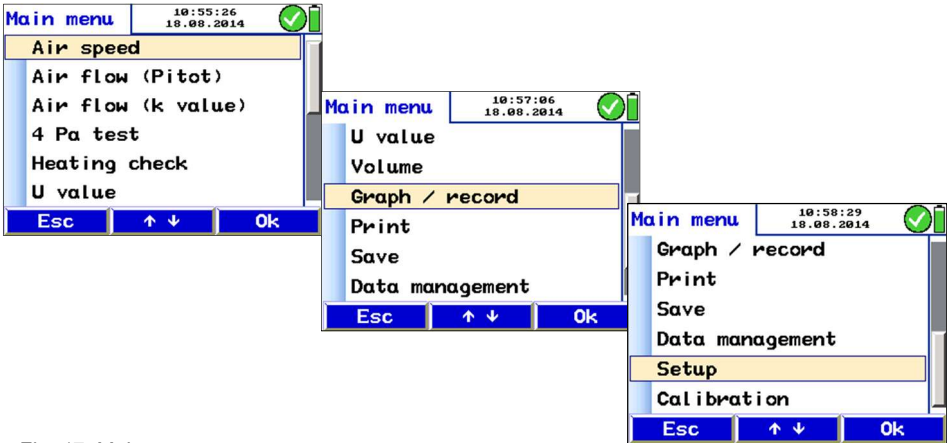 Main menu
10:55:26
18.08.2014
Air speed
Air flow (Pitot)
Air flow (k value)
4 Pa test
Heating check
U value
Esc ↑ ↓ Ok
Main menu
10:57:06
18.08.2014
U value
Volume
Graph / record
Print
Save
Data management
Esc ↑ ↓ Ok
Main menu
10:58:29
18.08.2014
Graph / record
Print
Save
Data management
Setup
Calibration
Esc ↑ ↓ Ok